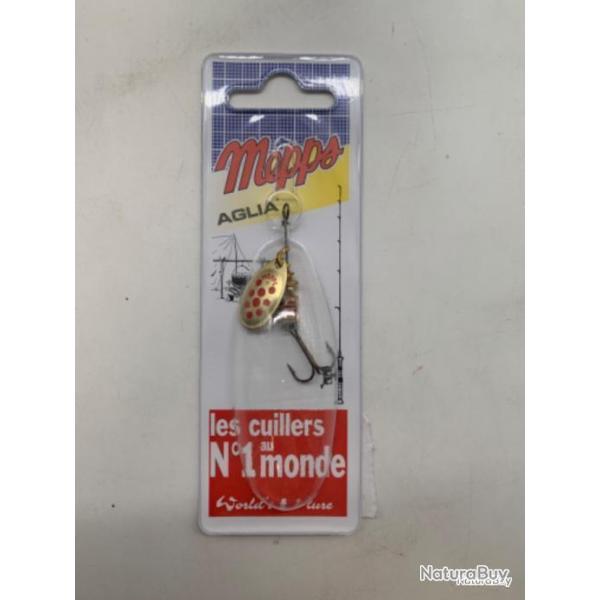 Mepps
AGLIA
les cuillers
N°1 au monde
World's lure
NaturaBuy